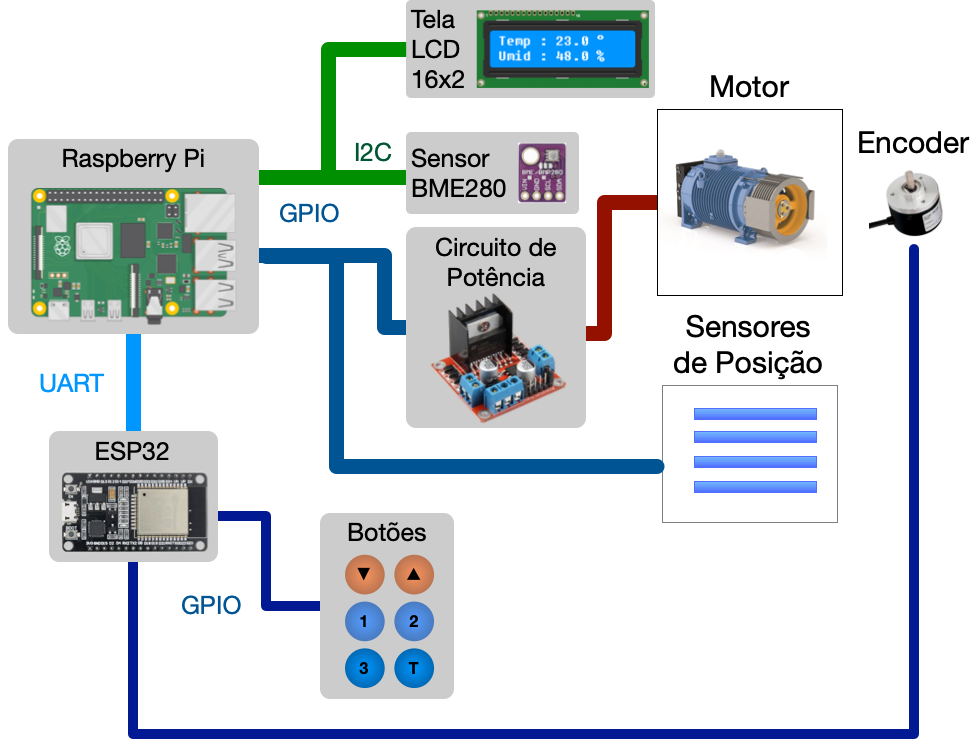 Tela
LCD
16x2
Temp : 23.0 º
Umid : 48.0 %
Motor
Encoder
Raspberry Pi
I2C
Sensor
BME280
GPIO
Circuito de
Potência
Sensores
de Posição
UART
ESP32
Botões
▼ ▲
1 2
3 T
GPIO